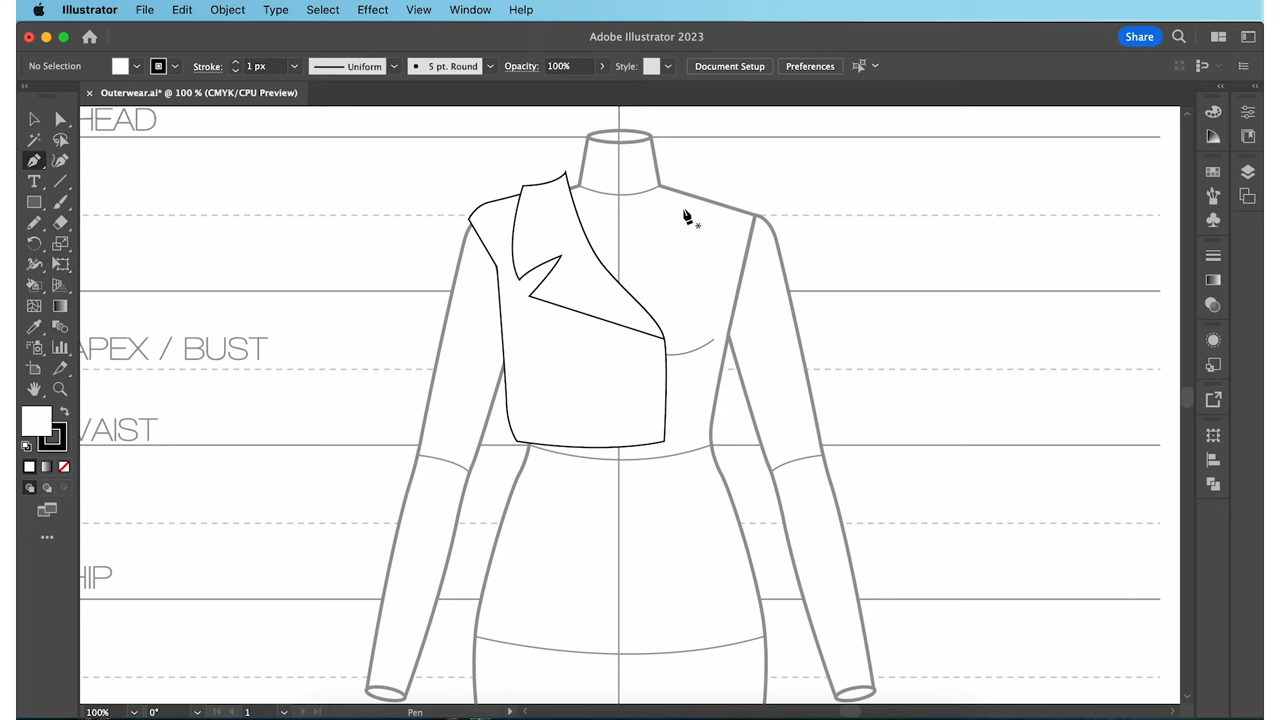 Illustrator File Edit Object Type Select Effect View Window Help
Adobe Illustrator 2023
Share
No Selection Stroke: 1 px Uniform 5 pt. Round Opacity: 100% Style: Document Setup Preferences
Outerwear.ai* @ 100 % (CMYK/CPU Preview)
HEAD
APEX / BUST
WAIST
HIP
100% 0° 1 Pen